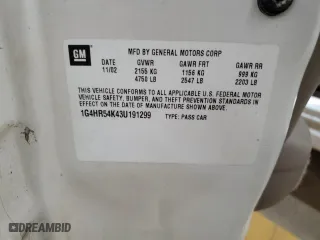 GM
MFD BY GENERAL MOTORS CORP
DATE GVWR GAWR FRT GAWR RR
11/02 2155 KG 1156 KG 999 KG
4750 LB 2547 LB 2203 LB
THIS VEHICLE CONFORMS TO ALL APPLICABLE U.S. FEDERAL MOTOR
VEHICLE SAFETY, BUMPER, AND THEFT PREVENTION STANDARDS IN
EFFECT ON THE DATE OF MANUFACTURE SHOWN ABOVE.
1G4HR54K43U191299 TYPE: PASS CAR
DREAMBID